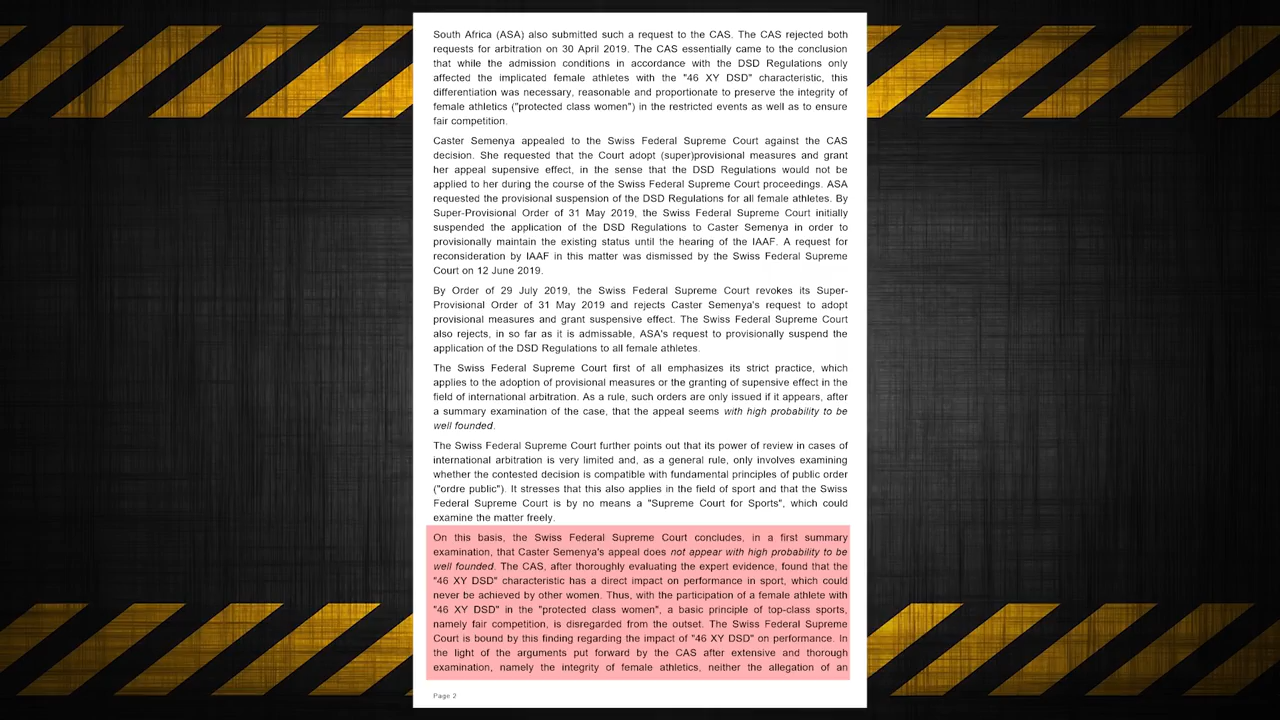 South Africa (ASA) also submitted such a request to the CAS. The CAS rejected both
requests for arbitration on 30 April 2019. The CAS essentially came to the conclusion
that while the admission conditions in accordance with the DSD Regulations only
affected the implicated female athletes with the "46 XY DSD" characteristic, this
differentiation was necessary, reasonable and proportionate to preserve the integrity of
female athletics ("protected class women") in the restricted events as well as to ensure
fair competition.
Caster Semenya appealed to the Swiss Federal Supreme Court against the CAS
decision. She requested that the Court adopt (super)provisional measures and grant
her appeal supensive effect, in the sense that the DSD Regulations would not be
applied to her during the course of the Swiss Federal Supreme Court proceedings. ASA
requested the provisional suspension of the DSD Regulations for all female athletes. By
Super-Provisional Order of 31 May 2019, the Swiss Federal Supreme Court initially
suspended the application of the DSD Regulations to Caster Semenya in order to
provisionally maintain the existing status until the hearing of the IAAF. A request for
reconsideration by IAAF in this matter was dismissed by the Swiss Federal Supreme
Court on 12 June 2019.
By Order of 29 July 2019, the Swiss Federal Supreme Court revokes its Super-
Provisional Order of 31 May 2019 and rejects Caster Semenya's request to adopt
provisional measures and grant suspensive effect. The Swiss Federal Supreme Court
also rejects, in so far as it is admissable, ASA's request to provisionally suspend the
application of the DSD Regulations to all female athletes.
The Swiss Federal Supreme Court first of all emphasizes its strict practice, which
applies to the adoption of provisional measures or the granting of supensive effect in the
field of international arbitration. As a rule, such orders are only issued if it appears, after
a summary examination of the case, that the appeal seems with high probability to be
well founded.
The Swiss Federal Supreme Court further points out that its power of review in cases of
international arbitration is very limited and, as a general rule, only involves examining
whether the contested decision is compatible with fundamental principles of public order
("ordre public"). It stresses that this also applies in the field of sport and that the Swiss
Federal Supreme Court is by no means a "Supreme Court for Sports", which could
examine the matter freely.
On this basis, the Swiss Federal Supreme Court concludes, in a first summary
examination, that Caster Semenya's appeal does not appear with high probability to be
well founded. The CAS, after thoroughly evaluating the expert evidence, found that the
"46 XY DSD" characteristic has a direct impact on performance in sport, which could
never be achieved by other women. Thus, with the participation of a female athlete with
"46 XY DSD" in the "protected class women", a basic principle of top-class sports,
namely fair competition, is disregarded from the outset. The Swiss Federal Supreme
Court is bound by this finding regarding the impact of "46 XY DSD" on performance. In
the light of the arguments put forward by the CAS after extensive and thorough
examination, namely the integrity of female athletics, neither the allegation of an
Page 2